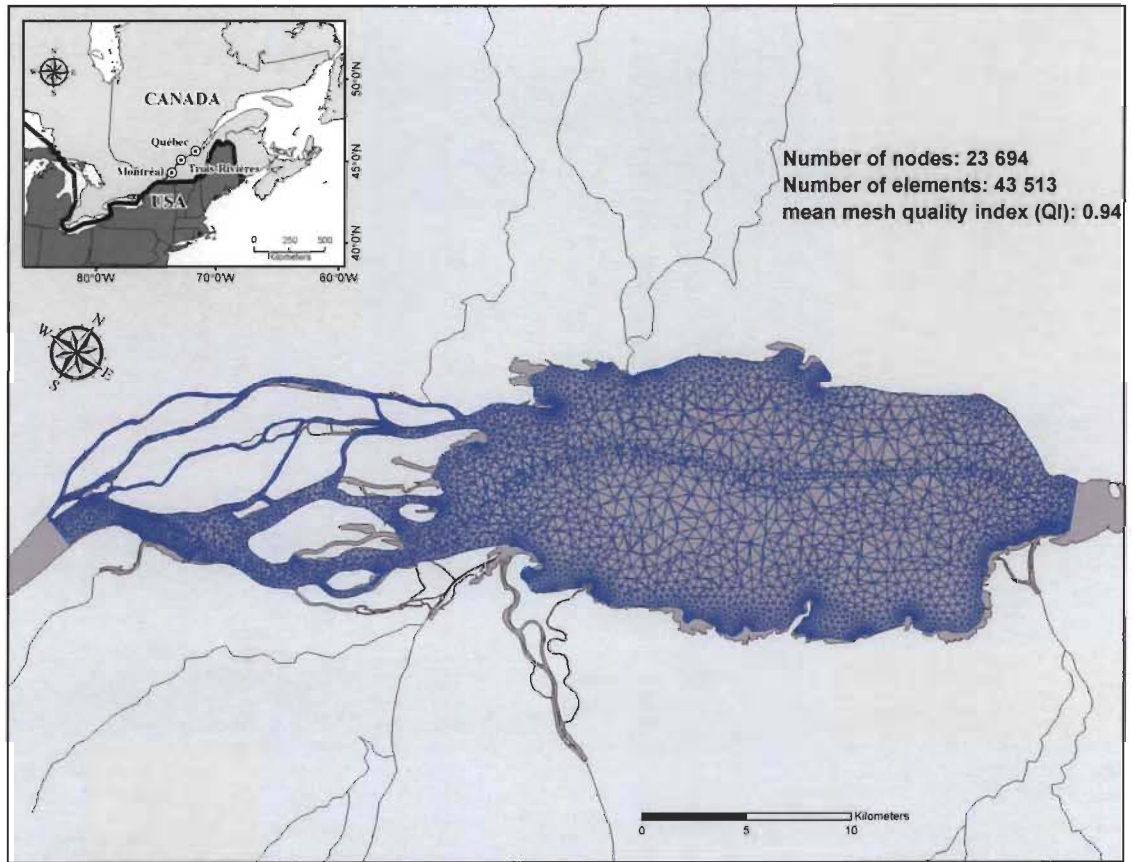 N
W E
S
CANADA
Québec
Montréal
Trois-Rivières
USA
50°0'N
45°0'N
40°0'N
0 250 500
Kilometers
80°0'W 70°0'W 60°0'W
Number of nodes: 23 694
Number of elements: 43 513
mean mesh quality index (QI): 0.94
N
W
E
S
Kilometers
0 5 10